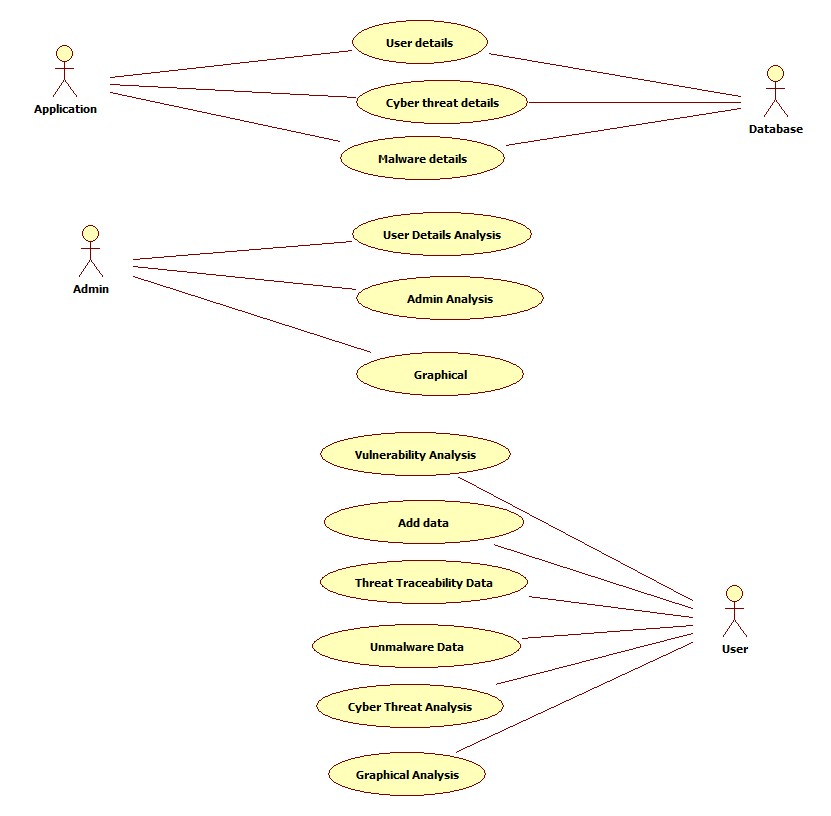 User details
Application
Cyber threat details
Database
Malware details
User Details Analysis
Admin
Admin Analysis
Graphical
Vulnerability Analysis
Add data
Threat Traceability Data
Unmalware Data
User
Cyber Threat Analysis
Graphical Analysis